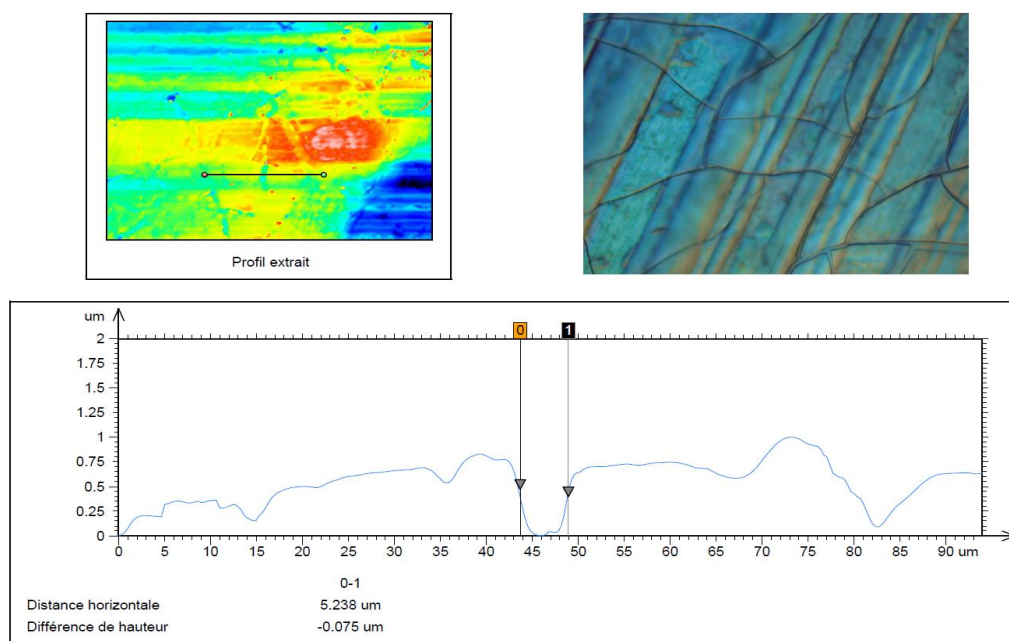 Profil extrait
um
0 1
2
1.75
1.5
1.25
1
0.75
0.5
0.25
0
0 5 10 15 20 25 30 35 40 45 50 55 60 65 70 75 80 85 90 um
0-1
Distance horizontale 5.238 um
Différence de hauteur -0.075 um